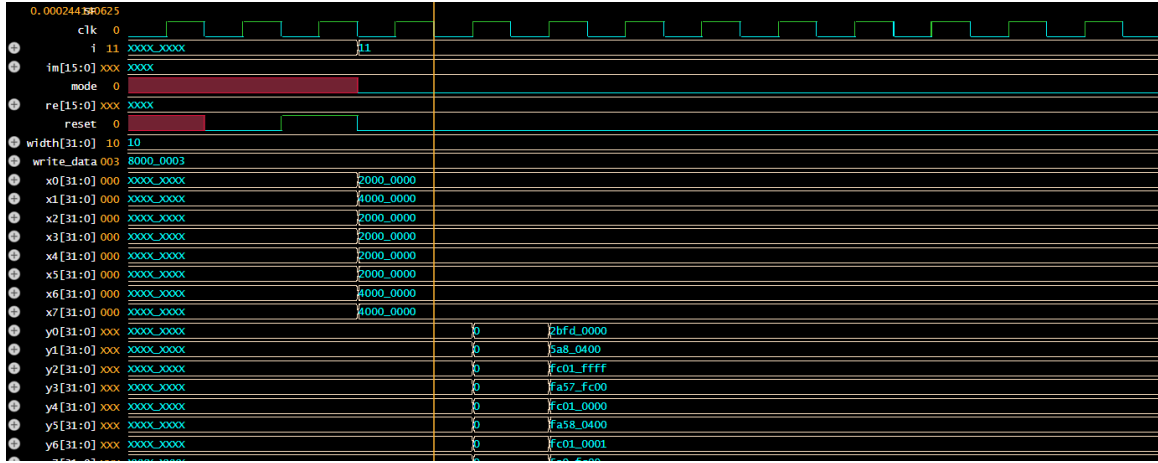 0.000244140625
clk 0
i 11 XXXX_XXXX 11
im[15:0] XXX XXXX
mode 0
re[15:0] XXX XXXX
reset 0
width[31:0] 10 10
write_data 003 8000_0003
x0[31:0] 000 XXXX_XXXX 2000_0000
x1[31:0] 000 XXXX_XXXX 4000_0000
x2[31:0] 000 XXXX_XXXX 2000_0000
x3[31:0] 000 XXXX_XXXX 2000_0000
x4[31:0] 000 XXXX_XXXX 2000_0000
x5[31:0] 000 XXXX_XXXX 2000_0000
x6[31:0] 000 XXXX_XXXX 4000_0000
x7[31:0] 000 XXXX_XXXX 4000_0000
y0[31:0] XXX XXXX_XXXX 0 2bfd_0000
y1[31:0] XXX XXXX_XXXX 0 5a8_0400
y2[31:0] XXX XXXX_XXXX 0 fc01_ffff
y3[31:0] XXX XXXX_XXXX 0 fa57_fc00
y4[31:0] XXX XXXX_XXXX 0 fc01_0000
y5[31:0] XXX XXXX_XXXX 0 fa58_0400
y6[31:0] XXX XXXX_XXXX 0 fc01_0001